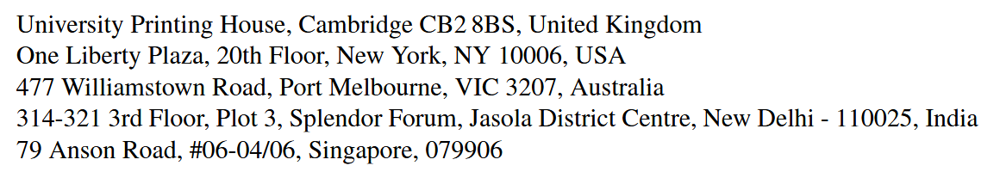 University Printing House, Cambridge CB2 8BS, United Kingdom
One Liberty Plaza, 20th Floor, New York, NY 10006, USA
477 Williamstown Road, Port Melbourne, VIC 3207, Australia
314-321 3rd Floor, Plot 3, Splendor Forum, Jasola District Centre, New Delhi - 110025, India
79 Anson Road, #06-04/06, Singapore, 079906